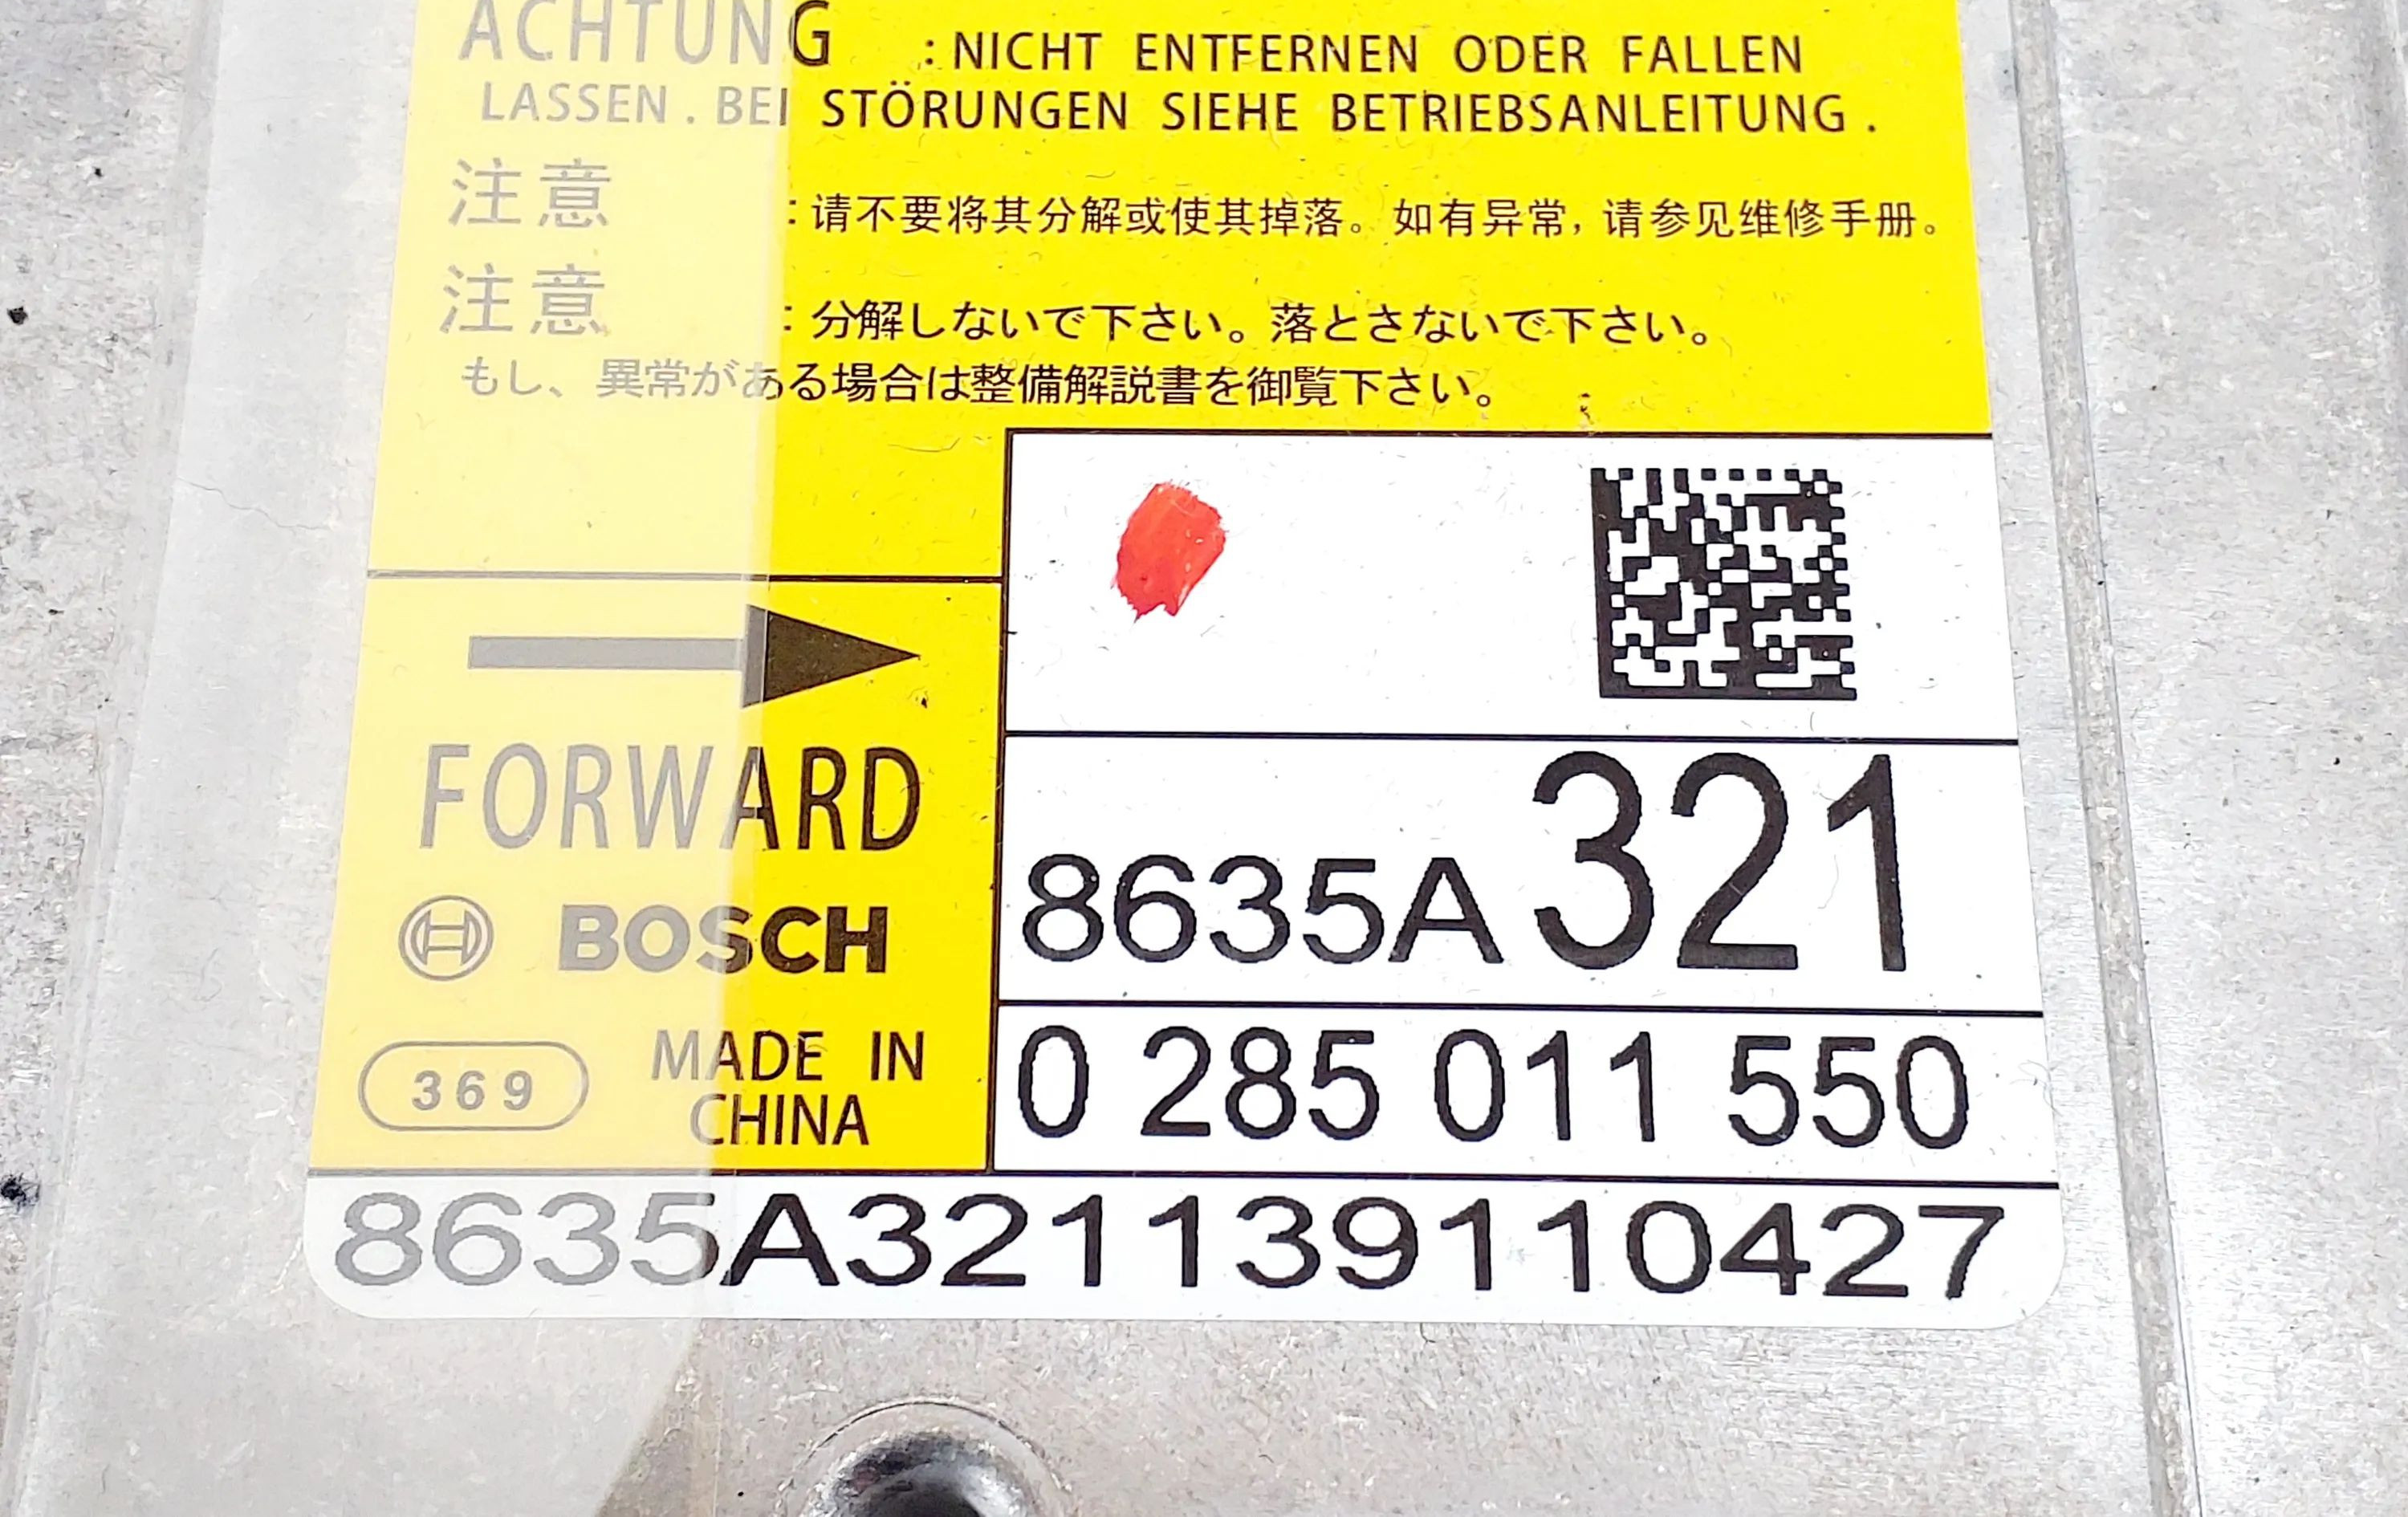 ACHTUNG : NICHT ENTFERNEN ODER FALLEN
LASSEN . BEI STÖRUNGEN SIEHE BETRIEBSANLEITUNG .
注意 : 请不要将其分解或使其掉落。如有异常，请参见维修手册。
注意 : 分解しないで下さい。落とさないで下さい。
もし、異常がある場合は整備解説書を御覧下さい。
FORWARD
BOSCH
369
MADE IN
CHINA
8635A321
0 285 011 550
8635A321139110427